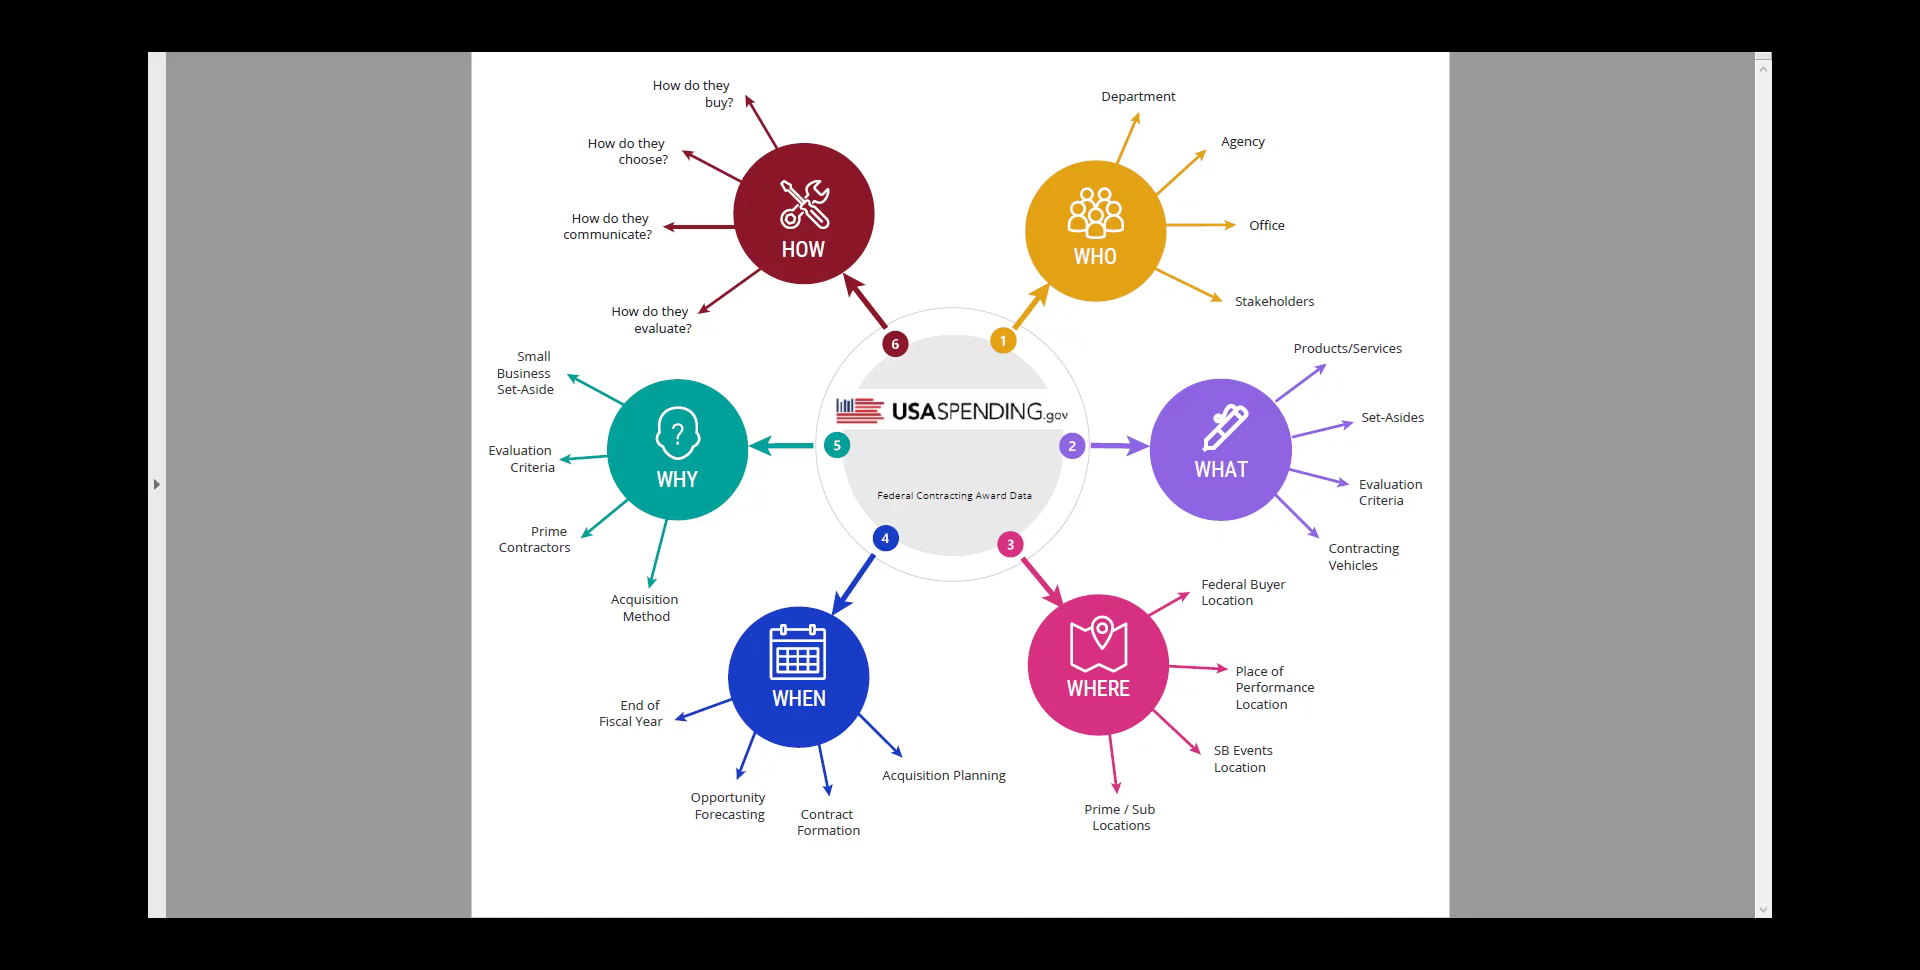 How do they
buy?
How do they
choose?
How do they
communicate?
How do they
evaluate?
HOW
6
Department
Agency
Office
Stakeholders
WHO
1
USASPENDING.gov
Federal Contracting Award Data
Products/Services
Set-Asides
Evaluation
Criteria
Contracting
Vehicles
WHAT
2
Federal Buyer
Location
Place of
Performance
Location
SB Events
Location
Prime / Sub
Locations
WHERE
3
Acquisition Planning
Contract
Formation
Opportunity
Forecasting
End of
Fiscal Year
WHEN
4
Small
Business
Set-Aside
Evaluation
Criteria
Prime
Contractors
Acquisition
Method
?
WHY
5